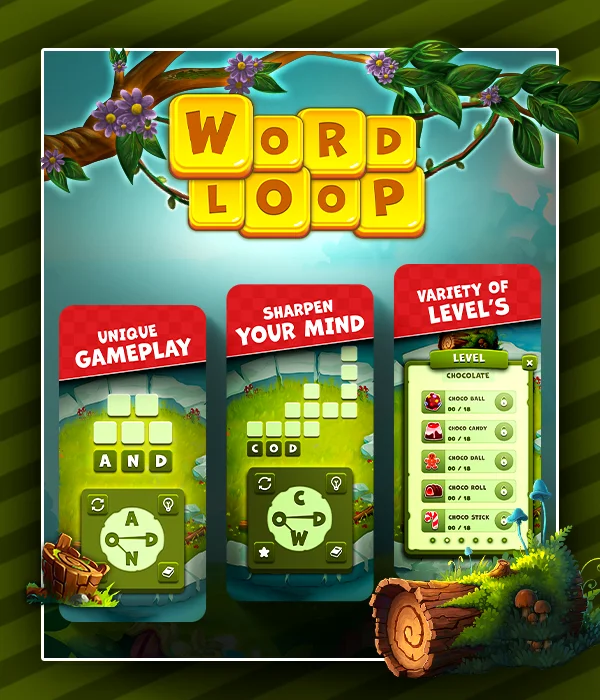 WORD
LOOP
UNIQUE
GAMEPLAY
AND
A
O D
N
SHARPEN
YOUR MIND
COD
C
O D
W
VARIETY OF
LEVEL'S
LEVEL
CHOCOLATE
CHOCO BALL
00 / 18
CHOCO CANDY
00 / 18
CHOCO DALL
00 / 18
CHOCO ROLL
00 / 18
CHOCO STICK
00 / 18